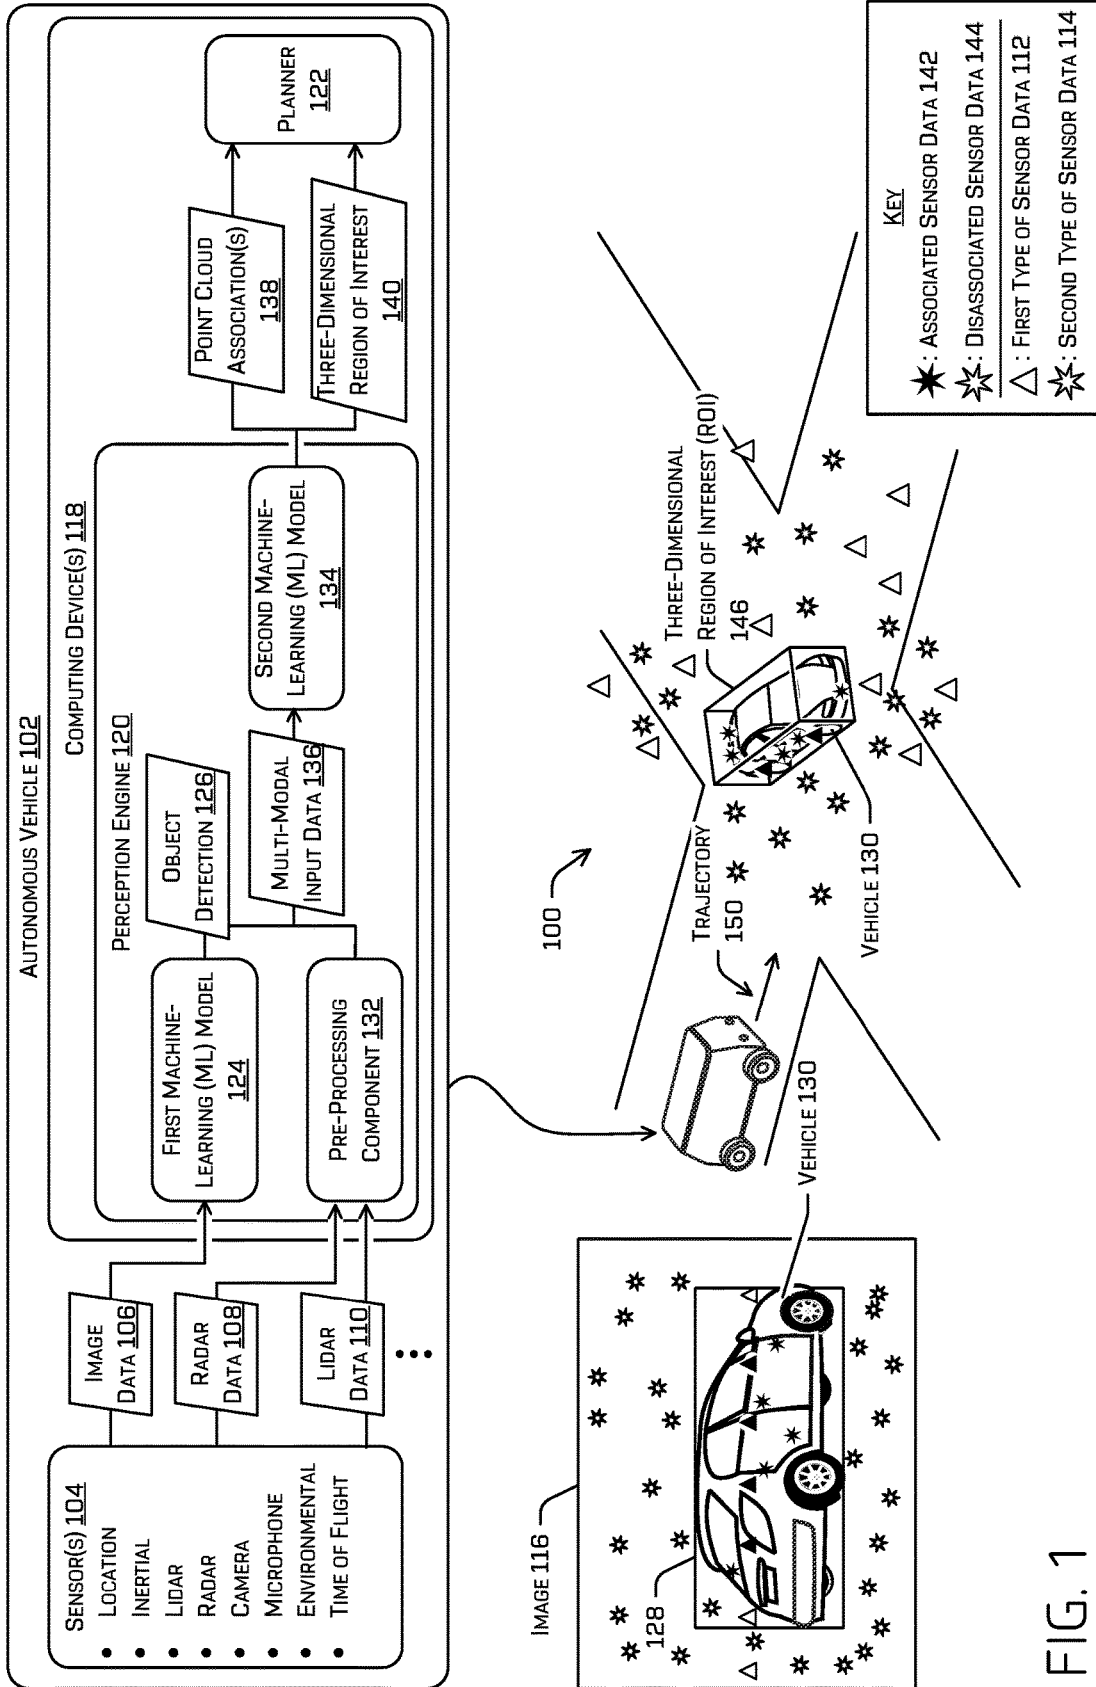 AUTONOMOUS VEHICLE 102
SENSOR(S) 104
• LOCATION
• INERTIAL
• LIDAR
• RADAR
• CAMERA
• MICROPHONE
• ENVIRONMENTAL
• TIME OF FLIGHT
IMAGE
DATA 106
RADAR
DATA 108
LIDAR
DATA 110
COMPUTING DEVICE(S) 118
PERCEPTION ENGINE 120
FIRST MACHINE-
LEARNING (ML) MODEL
124
PRE-PROCESSING
COMPONENT 132
OBJECT
DETECTION 126
MULTI-MODAL
INPUT DATA 136
SECOND MACHINE-
LEARNING (ML) MODEL
134
POINT CLOUD
ASSOCIATION(S)
138
THREE-DIMENSIONAL
REGION OF INTEREST
140
PLANNER
122
IMAGE 116
128
VEHICLE 130
100
TRAJECTORY
150
VEHICLE 130
THREE-DIMENSIONAL
REGION OF INTEREST (ROI)
146
KEY
: ASSOCIATED SENSOR DATA 142
: DISASSOCIATED SENSOR DATA 144
: FIRST TYPE OF SENSOR DATA 112
: SECOND TYPE OF SENSOR DATA 114
FIG. 1